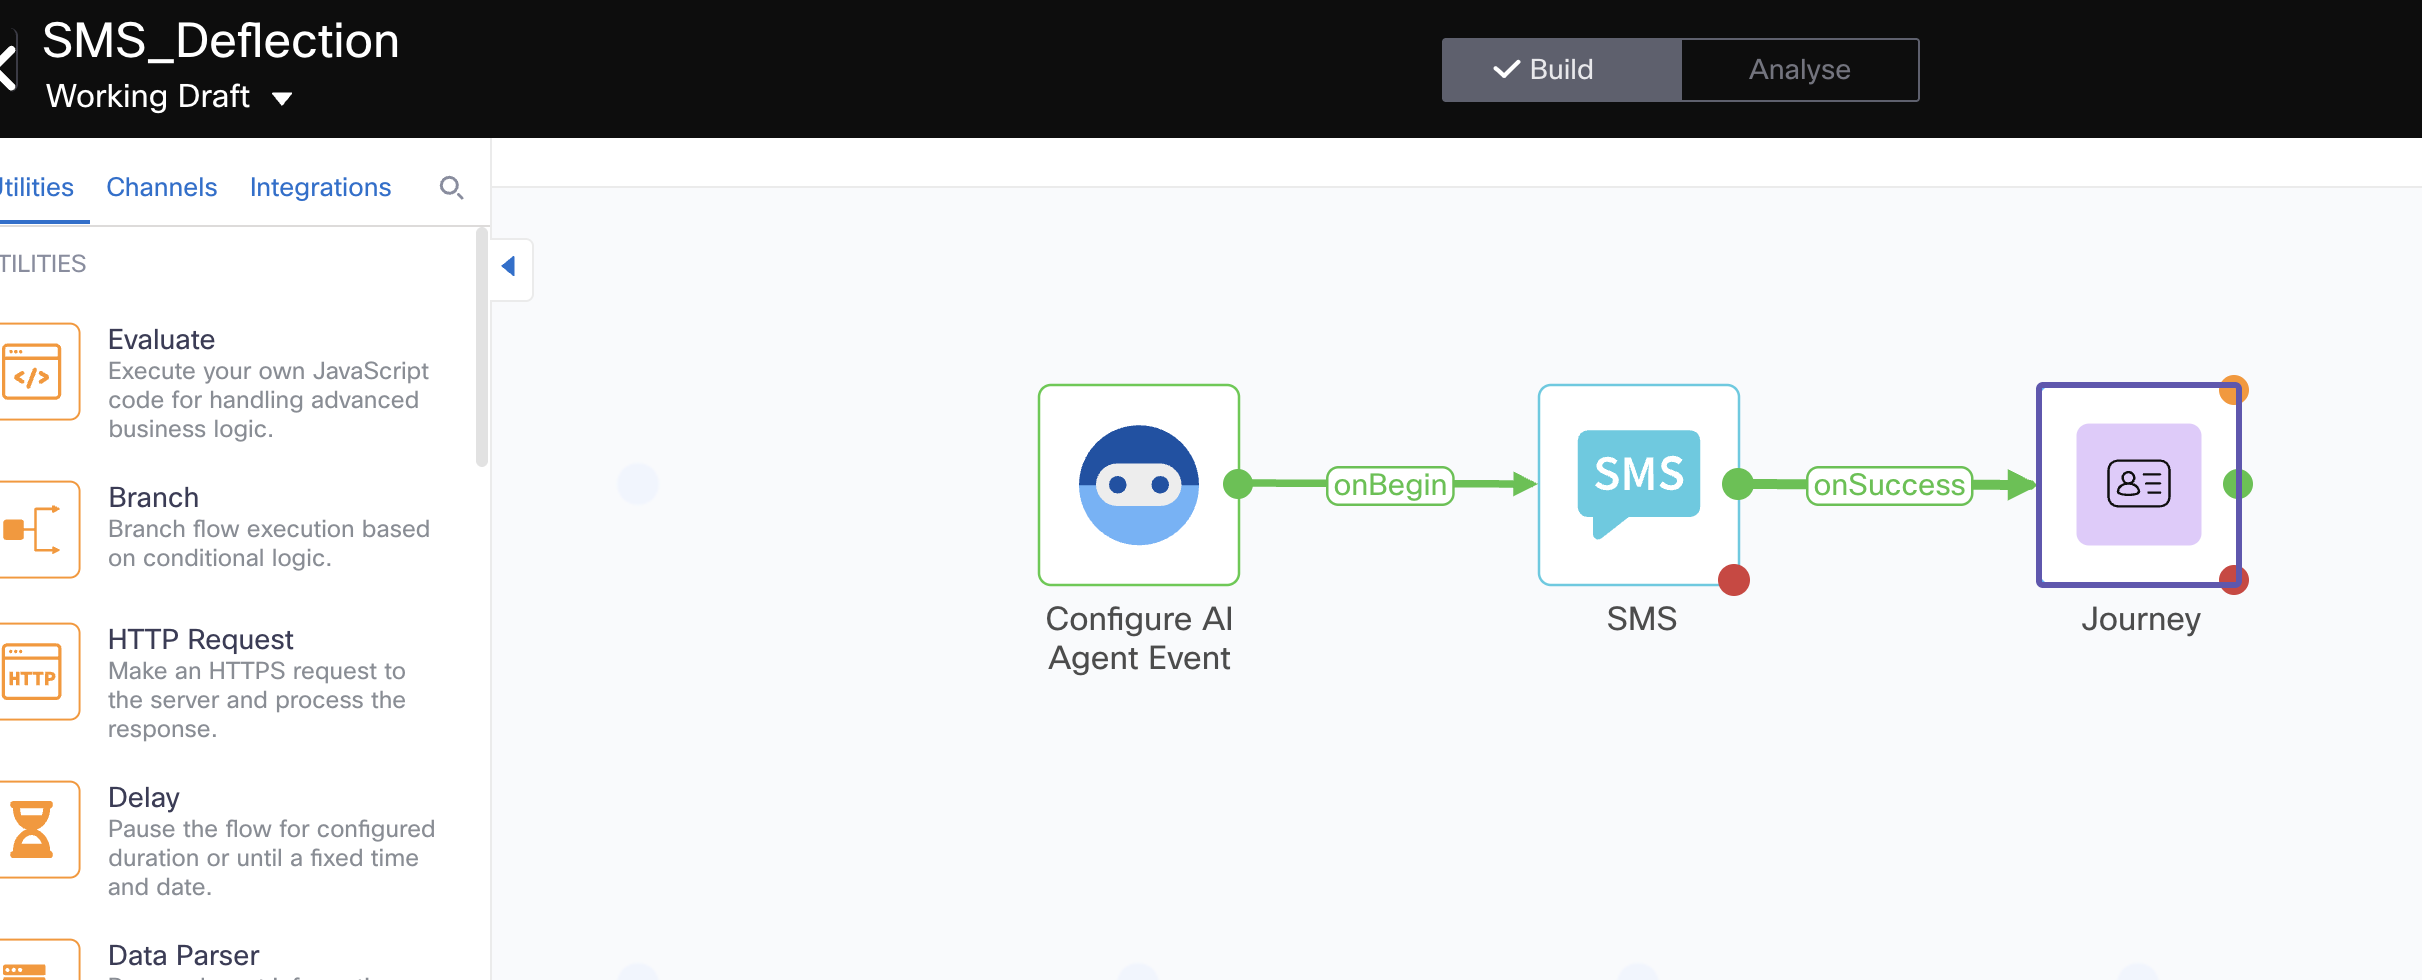 SMS_Deflection
Working Draft
Build
Analyse
Utilities
Channels
Integrations
UTILITIES
Evaluate
Execute your own JavaScript
code for handling advanced
business logic.
Branch
Branch flow execution based
on conditional logic.
HTTP
HTTP Request
Make an HTTPS request to
the server and process the
response.
Delay
Pause the flow for configured
duration or until a fixed time
and date.
Data Parser
onBegin
SMS
onSuccess
Configure AI
Agent Event
SMS
Journey